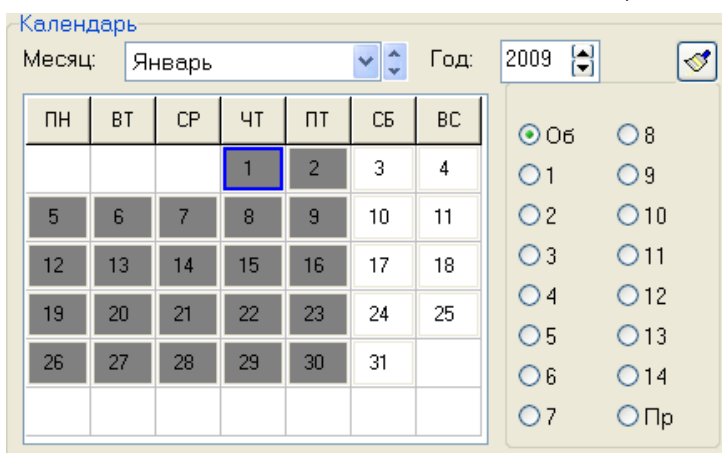 Календарь
Месяц: Январь Год: 2009
ПН ВТ СР ЧТ ПТ СБ ВС
1 2 3 4
5 6 7 8 9 10 11
12 13 14 15 16 17 18
19 20 21 22 23 24 25
26 27 28 29 30 31
Об 8
1 9
2 10
3 11
4 12
5 13
6 14
7 Пр